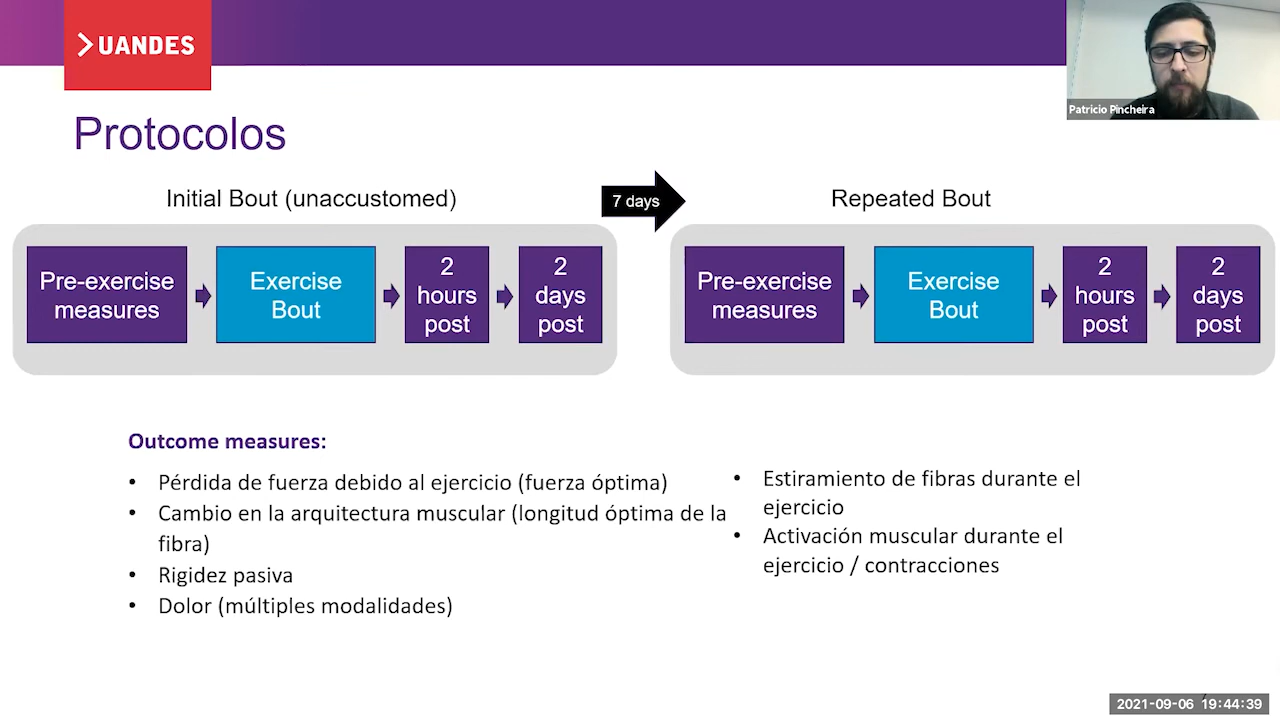 UANDES
Patricio Pincheira
Protocolos
Initial Bout (unaccustomed)
7 days
Repeated Bout
Pre-exercise
measures
Exercise
Bout
2
hours
post
2
days
post
Pre-exercise
measures
Exercise
Bout
2
hours
post
2
days
post
Outcome measures:
• Pérdida de fuerza debido al ejercicio (fuerza óptima)
• Cambio en la arquitectura muscular (longitud óptima de la
fibra)
• Rigidez pasiva
• Dolor (múltiples modalidades)
• Estiramiento de fibras durante el
ejercicio
• Activación muscular durante el
ejercicio / contracciones
2021-09-06 19:44:39